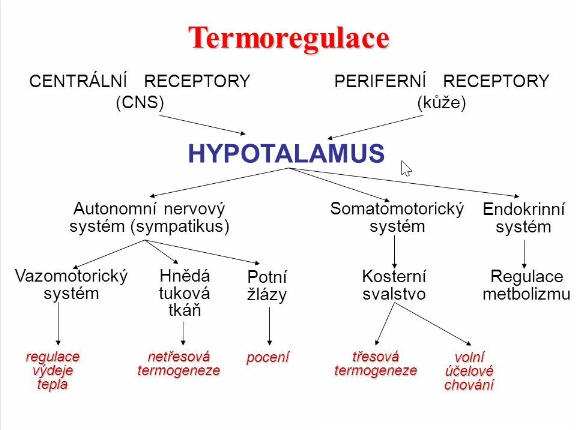 Termoregulace
CENTRÁLNÍ RECEPTORY
(CNS)
PERIFERNÍ RECEPTORY
(kůže)
HYPOTALAMUS
Autonomní nervový
systém (sympatikus)
Somatomotorický
systém
Endokrinní
systém
Vazomotorický
systém
Hnědá
tuková
tkáň
Potní
žlázy
Kosterní
svalstvo
Regulace
metbolizmu
regulace
výdeje
tepla
netřesová
termogeneze
pocení
třesová
termogeneze
volní
účelové
chování